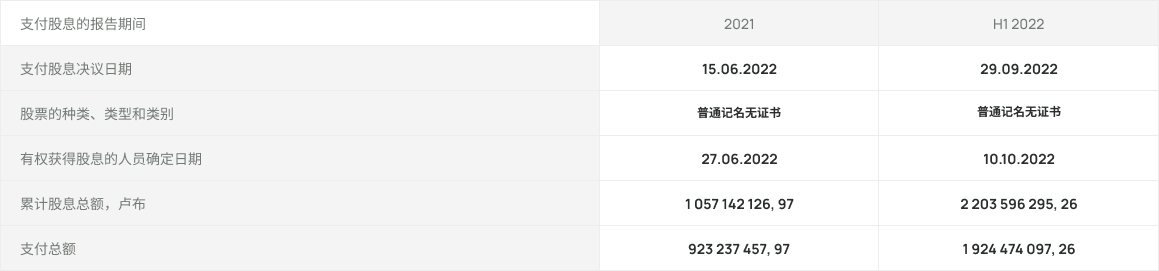 支付股息的报告期间 2021 H1 2022
支付股息决议日期 15.06.2022 29.09.2022
股票的种类、类型和类别 普通记名无证书 普通记名无证书
有权获得股息的人员确定日期 27.06.2022 10.10.2022
累计股息总额，卢布 1 057 142 126, 97 2 203 596 295, 26
支付总额 923 237 457, 97 1 924 474 097, 26